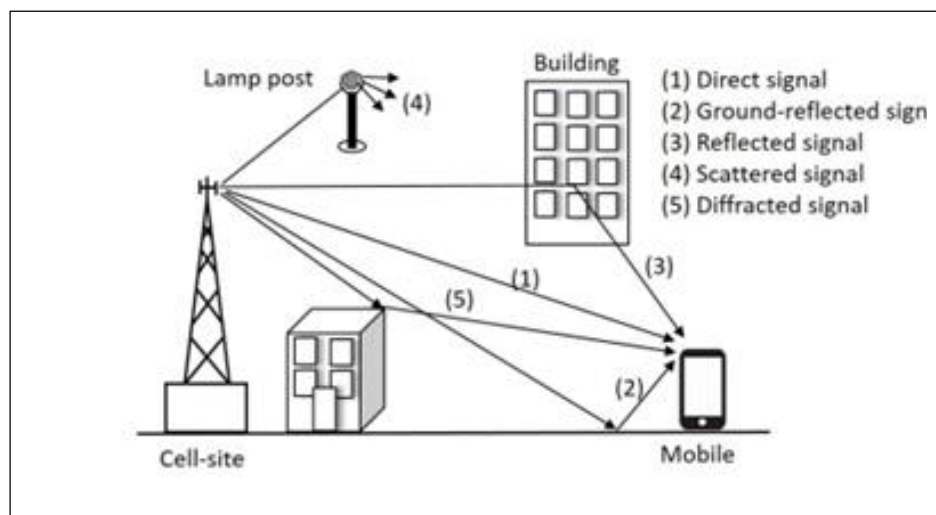 Lamp post
(4)
Building
(1) Direct signal
(2) Ground-reflected sign
(3) Reflected signal
(4) Scattered signal
(5) Diffracted signal
(1)
(3)
(5)
(2)
Cell-site
Mobile